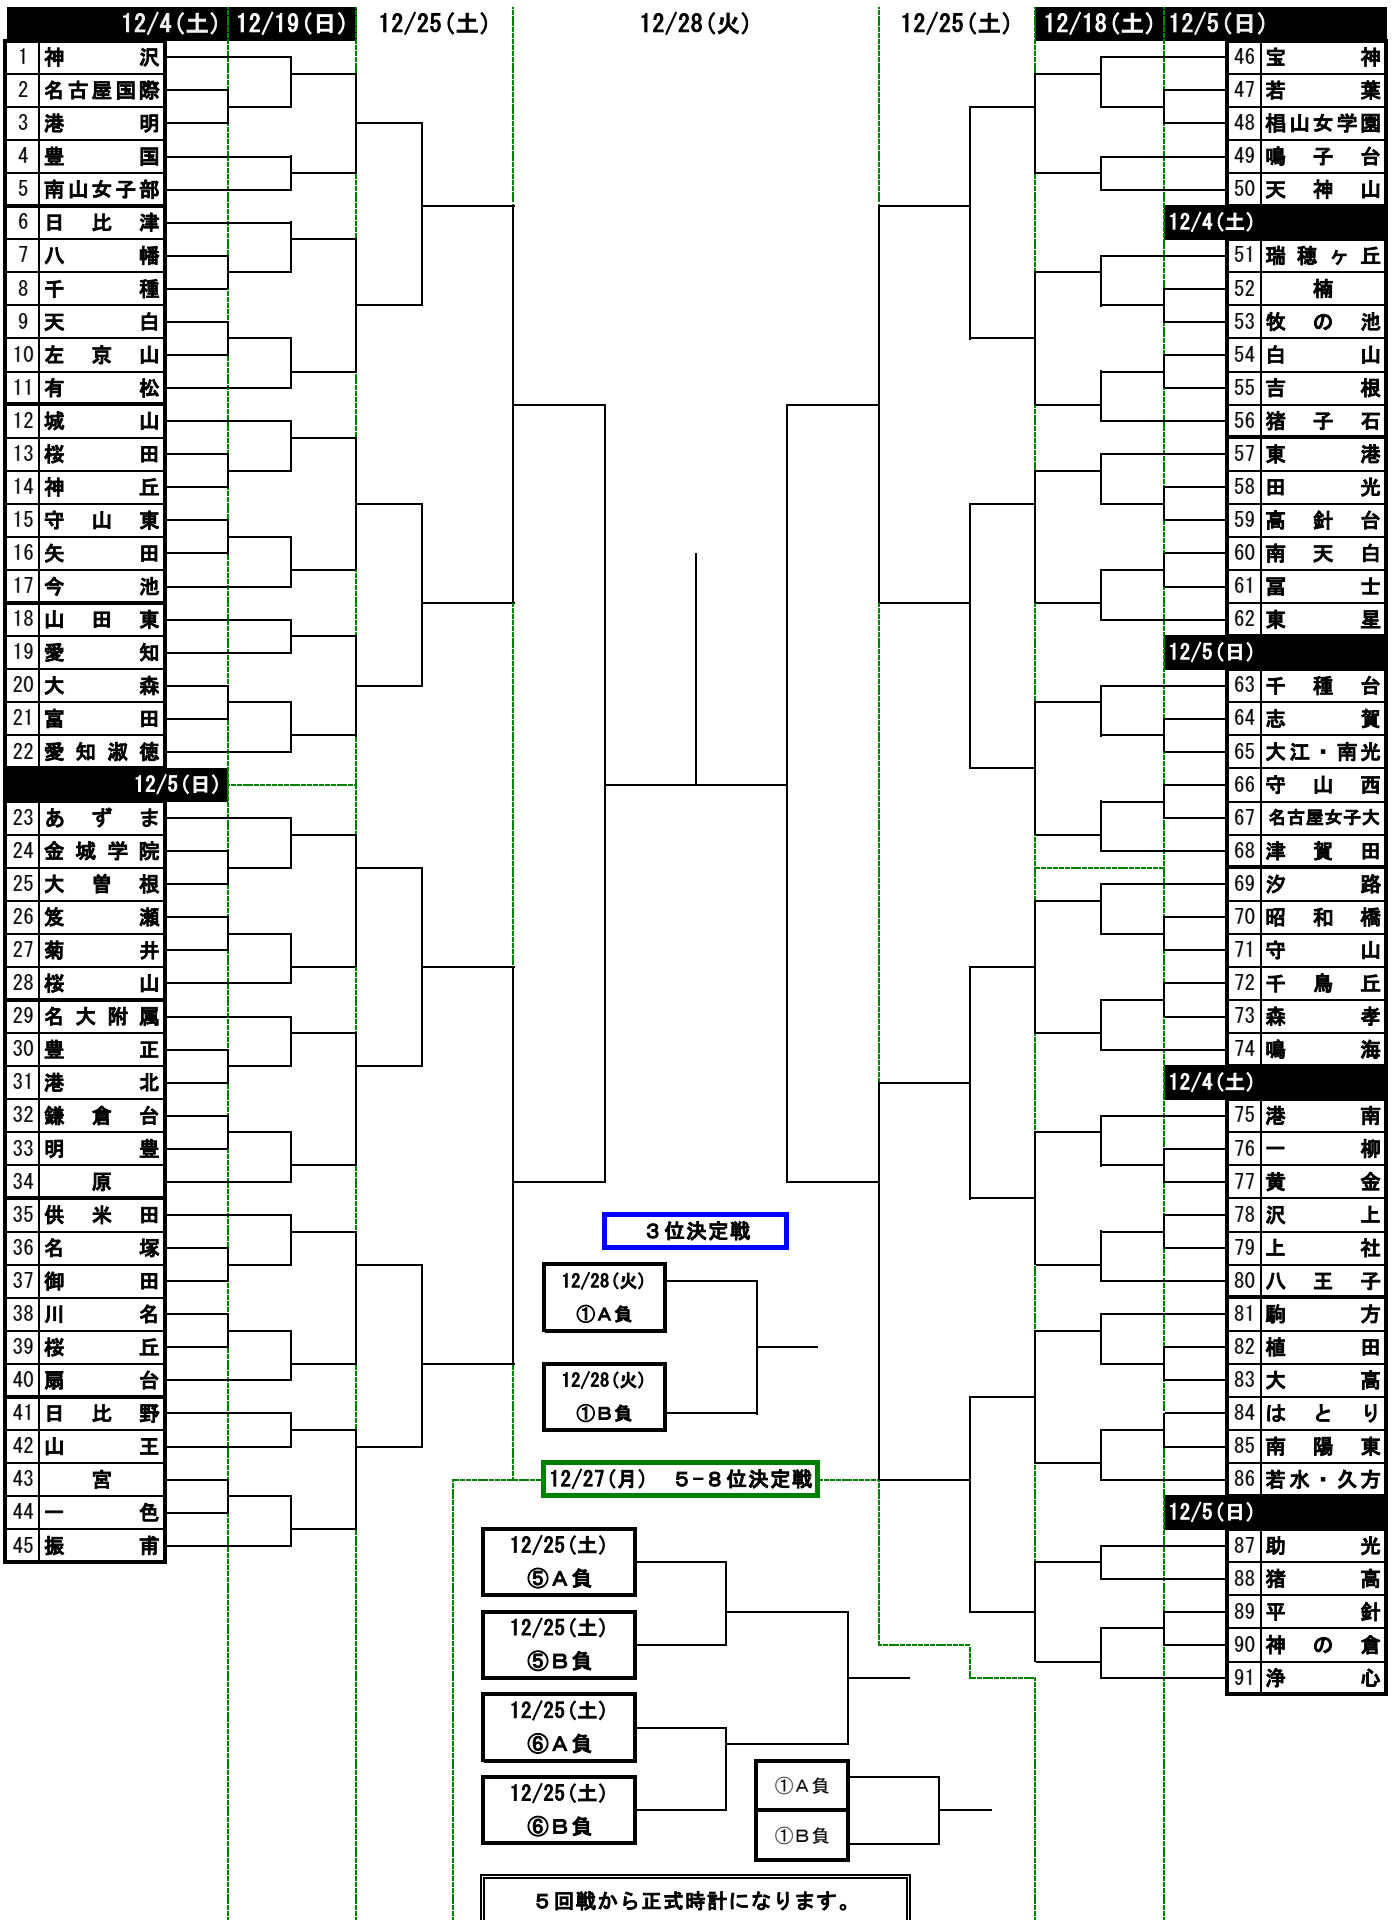 12/4(土) 12/19(日) 12/25(土) 12/28(火) 12/25(土) 12/18(土) 12/5(日)
1 神沢
2 名古屋国際
3 港明
4 豊国
5 南山女子部
6 日比津
7 八幡
8 千種
9 天白
10 左京山
11 有松
12 城山
13 桜田
14 神丘
15 守山東
16 矢田
17 今池
18 山田東
19 愛知
20 大森
21 富田
22 愛知淑徳
12/5(日)
23 あずま
24 金城学院
25 大曽根
26 笈瀬
27 菊井
28 桜山
29 名大附属
30 豊正
31 港北
32 鎌倉台
33 明豊
34 原
35 供米田
36 名塚
37 御田
38 川名
39 桜丘
40 扇台
41 日比野
42 山王
43 宮
44 一色
45 振甫
46 宝神
47 若葉
48 椙山女学園
49 鳴子台
50 天神山
12/4(土)
51 瑞穂ヶ丘
52 楠
53 牧の池
54 白山
55 吉根
56 猪子石
57 東港
58 田光
59 高針台
60 南天白
61 冨士
62 東星
12/5(日)
63 千種台
64 志賀
65 大江・南光
66 守山西
67 名古屋女子大
68 津賀田
69 汐路
70 昭和橋
71 守山
72 千鳥丘
73 森孝
74 鳴海
12/4(土)
75 港南
76 一柳
77 黄金
78 沢上
79 上社
80 八王子
81 駒方
82 植田
83 大高
84 はとり
85 南陽東
86 若水・久方
12/5(日)
87 助光
88 猪高
89 平針
90 神の倉
91 浄心
３位決定戦
12/28(火)
①Ａ負
12/28(火)
①Ｂ負
12/27(月)　５-８位決定戦
12/25(土)
⑤Ａ負
12/25(土)
⑤Ｂ負
12/25(土)
⑥Ａ負
12/25(土)
⑥Ｂ負
①Ａ負
①Ｂ負
５回戦から正式時計になります。